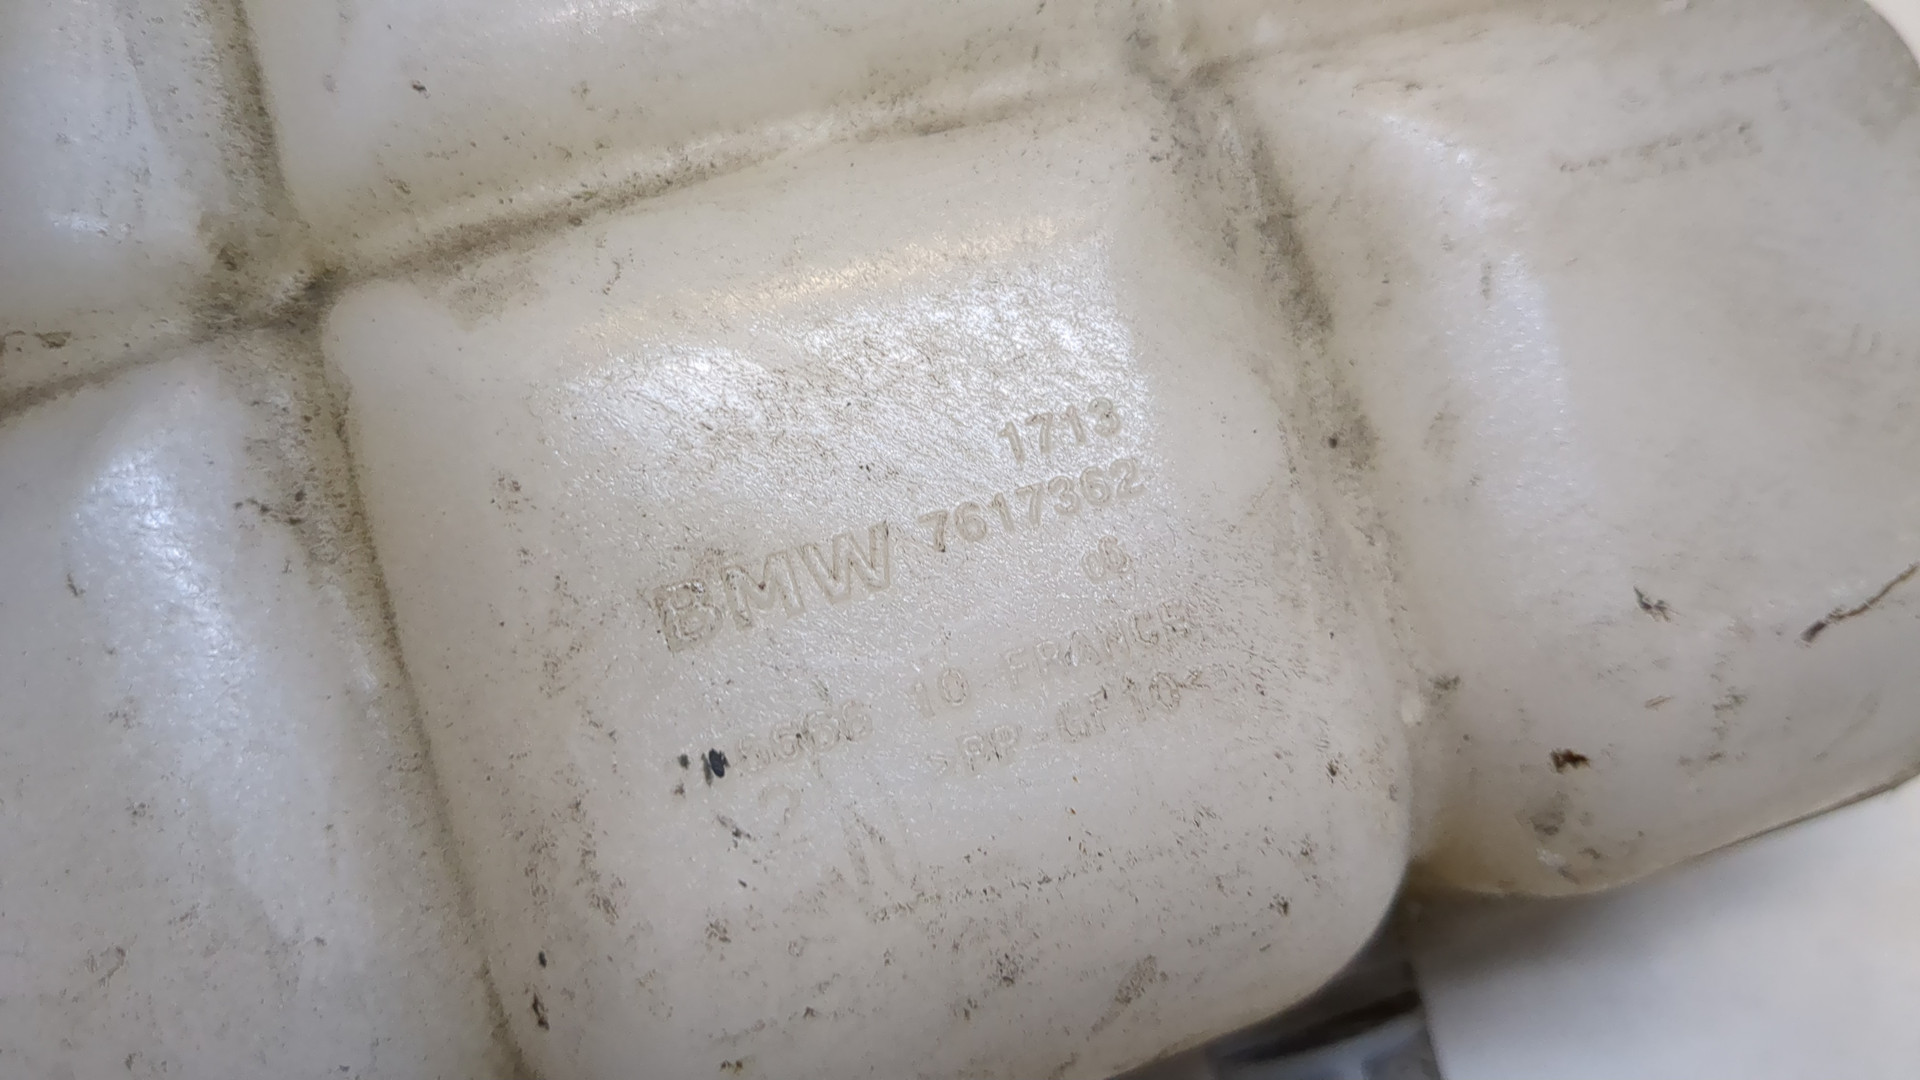 1713
BMW 7617362
06
10 FRANCE
>PP-GF10<